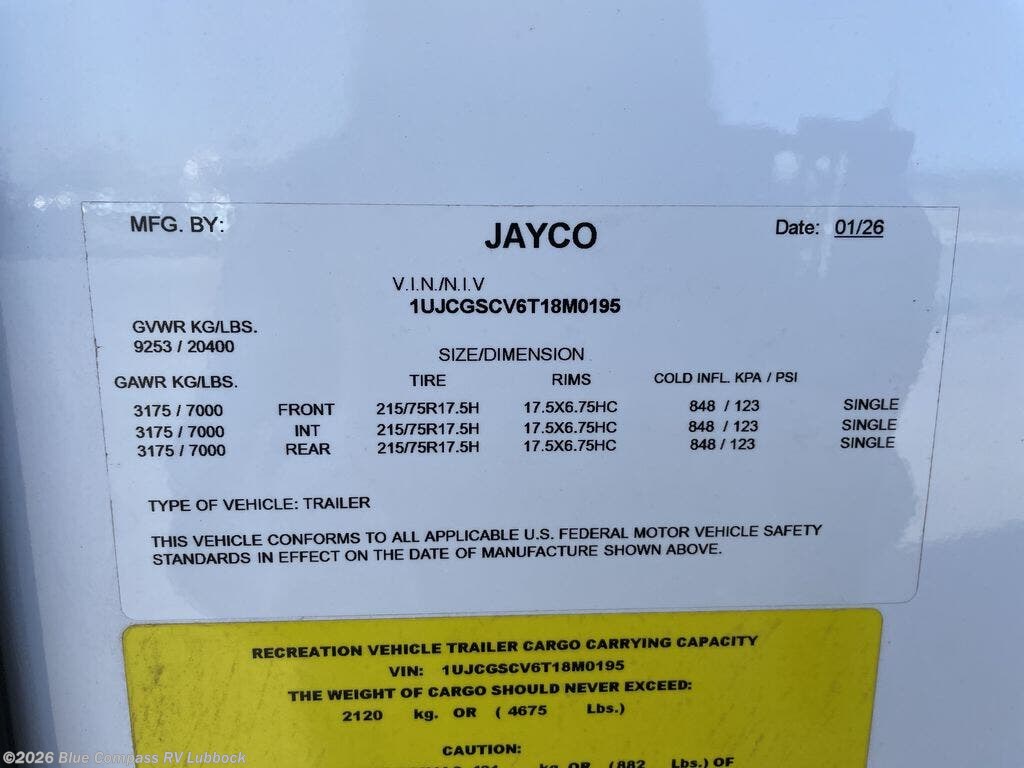 MFG. BY: JAYCO Date: 01/26
V.I.N./N.I.V
1UJCGSCV6T18M0195
GVWR KG/LBS.
9253 / 20400
SIZE/DIMENSION
GAWR KG/LBS. TIRE RIMS COLD INFL. KPA / PSI
3175 / 7000 FRONT 215/75R17.5H 17.5X6.75HC 848 / 123 SINGLE
3175 / 7000 INT 215/75R17.5H 17.5X6.75HC 848 / 123 SINGLE
3175 / 7000 REAR 215/75R17.5H 17.5X6.75HC 848 / 123 SINGLE
TYPE OF VEHICLE: TRAILER
THIS VEHICLE CONFORMS TO ALL APPLICABLE U.S. FEDERAL MOTOR VEHICLE SAFETY
STANDARDS IN EFFECT ON THE DATE OF MANUFACTURE SHOWN ABOVE.
RECREATION VEHICLE TRAILER CARGO CARRYING CAPACITY
VIN: 1UJCGSCV6T18M0195
THE WEIGHT OF CARGO SHOULD NEVER EXCEED:
2120 kg. OR ( 4675 Lbs.)
CAUTION:
kg. OR (882 Lbs.) OF
©2026 Blue Compass RV Lubbock